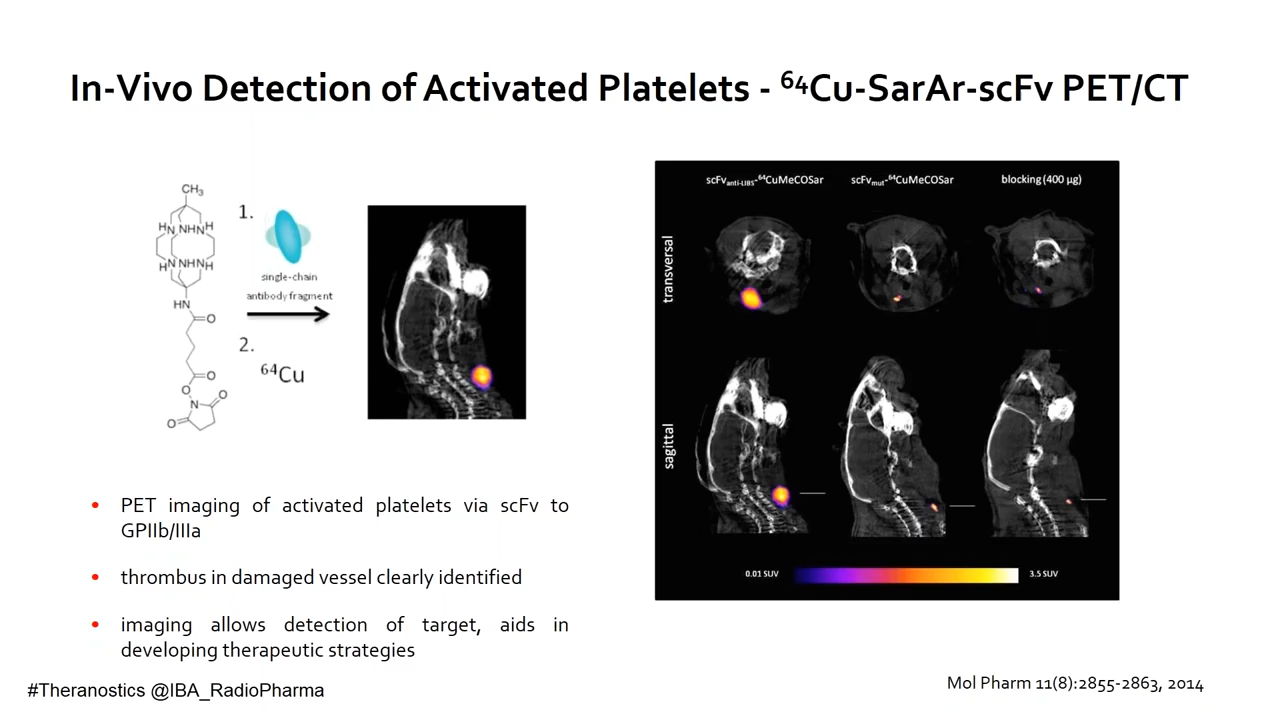 In-Vivo Detection of Activated Platelets - ⁶⁴Cu-SarAr-scFv PET/CT
CH₃
H NHNH
N H
HN NHNH
HN
O
O
O
N
O
O
1.
single-chain
antibody fragment
2.
⁶⁴Cu
scFv anti-LIBS-⁶⁴CuMeCOSar
scFv mut-⁶⁴CuMeCOSar
blocking (400 µg)
transversal
sagittal
0.01 SUV
3.5 SUV
• PET imaging of activated platelets via scFv to
GPIIb/IIIa
• thrombus in damaged vessel clearly identified
• imaging allows detection of target, aids in
developing therapeutic strategies
#Theranostics @IBA_RadioPharma
Mol Pharm 11(8):2855-2863, 2014